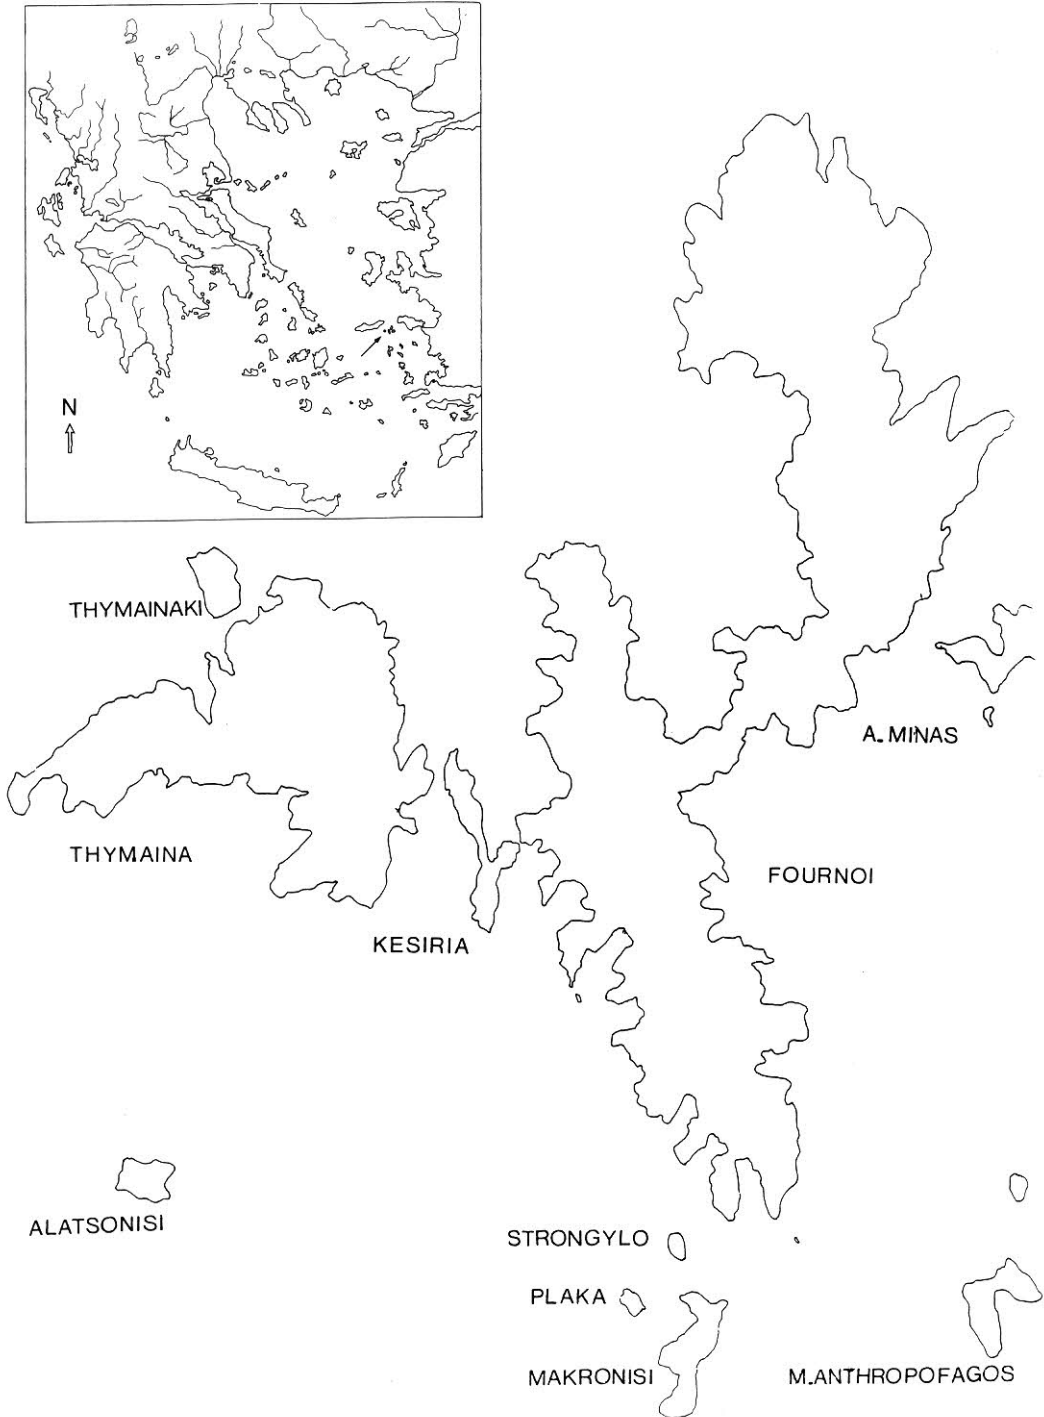 N
THYMAINAKI
A. MINAS
THYMAINA
FOURNOI
KESIRIA
ALATSONISI
STRONGYLO
PLAKA
MAKRONISI
M.ANTHROPOFAGOS